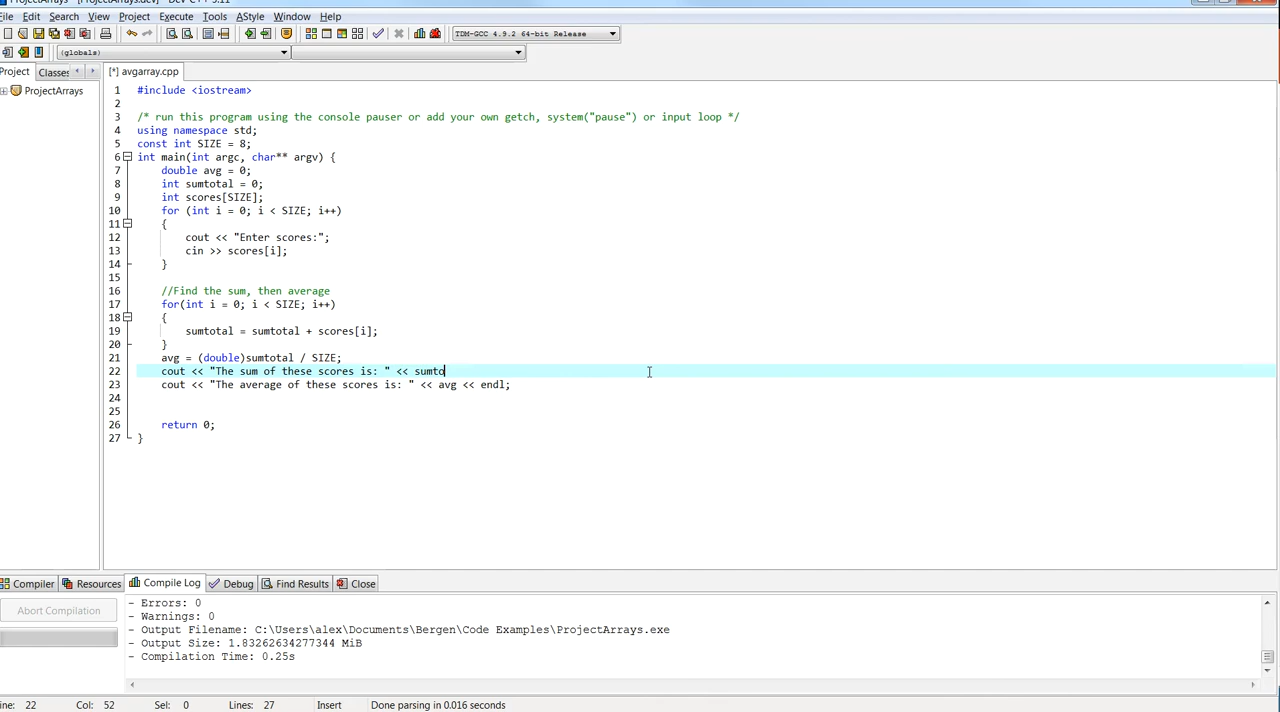 ProjectArrays - [ProjectArrays.dev] - Dev-C++ 5.11
File Edit Search View Project Execute Tools AStyle Window Help
TDM-GCC 4.9.2 64-bit Release
(globals)
Project Classes [*] avgarray.cpp
ProjectArrays
1 #include <iostream>
2
3 /* run this program using the console pauser or add your own getch, system("pause") or input loop */
4 using namespace std;
5 const int SIZE = 8;
6 int main(int argc, char** argv) {
7 double avg = 0;
8 int sumtotal = 0;
9 int scores[SIZE];
10 for (int i = 0; i < SIZE; i++)
11 {
12 cout << "Enter scores:";
13 cin >> scores[i];
14 }
15
16 //Find the sum, then average
17 for(int i = 0; i < SIZE; i++)
18 {
19 sumtotal = sumtotal + scores[i];
20 }
21 avg = (double)sumtotal / SIZE;
22 cout << "The sum of these scores is: " << sumto
23 cout << "The average of these scores is: " << avg << endl;
24
25
26 return 0;
27 }
Compiler Resources Compile Log Debug Find Results Close
Abort Compilation
- Errors: 0
- Warnings: 0
- Output Filename: C:\Users\alex\Documents\Bergen\Code Examples\ProjectArrays.exe
- Output Size: 1.83262634277344 MiB
- Compilation Time: 0.25s
ine: 22 Col: 52 Sel: 0 Lines: 27 Insert Done parsing in 0.016 seconds